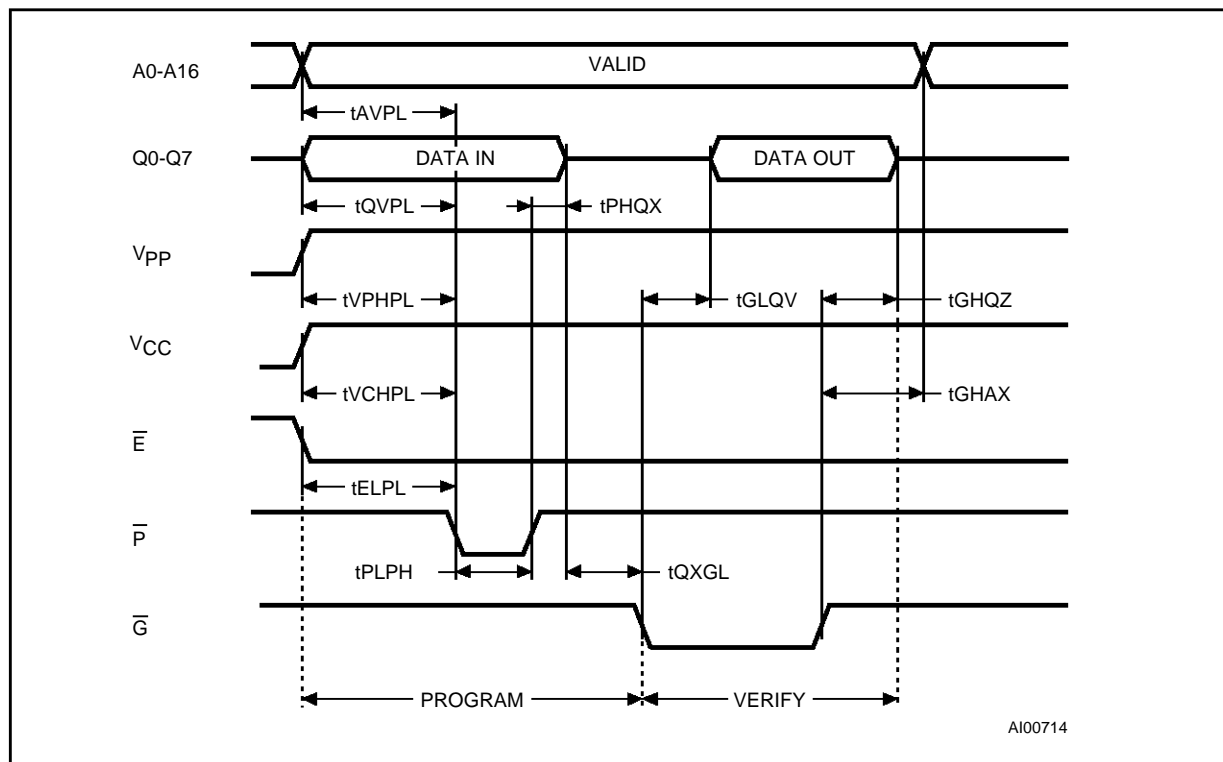 A0-A16
VALID
tAVPL
Q0-Q7
DATA IN
DATA OUT
tQVPL
tPHQX
VPP
tVPHPL
tGLQV
tGHQZ
VCC
tVCHPL
tGHAX
E̅
tELPL
P̅
tPLPH
tQXGL
G̅
PROGRAM
VERIFY
AI00714